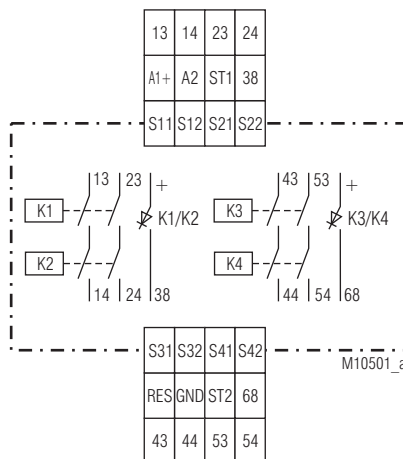 13 14 23 24
A1+ A2 ST1 38
S11 S12 S21 S22
13 23 + 43 53 +
K1 K1/K2 K3 K3/K4
K2 K4
14 24 38 44 54 68
S31 S32 S41 S42
M10501_a
RES GND ST2 68
43 44 53 54